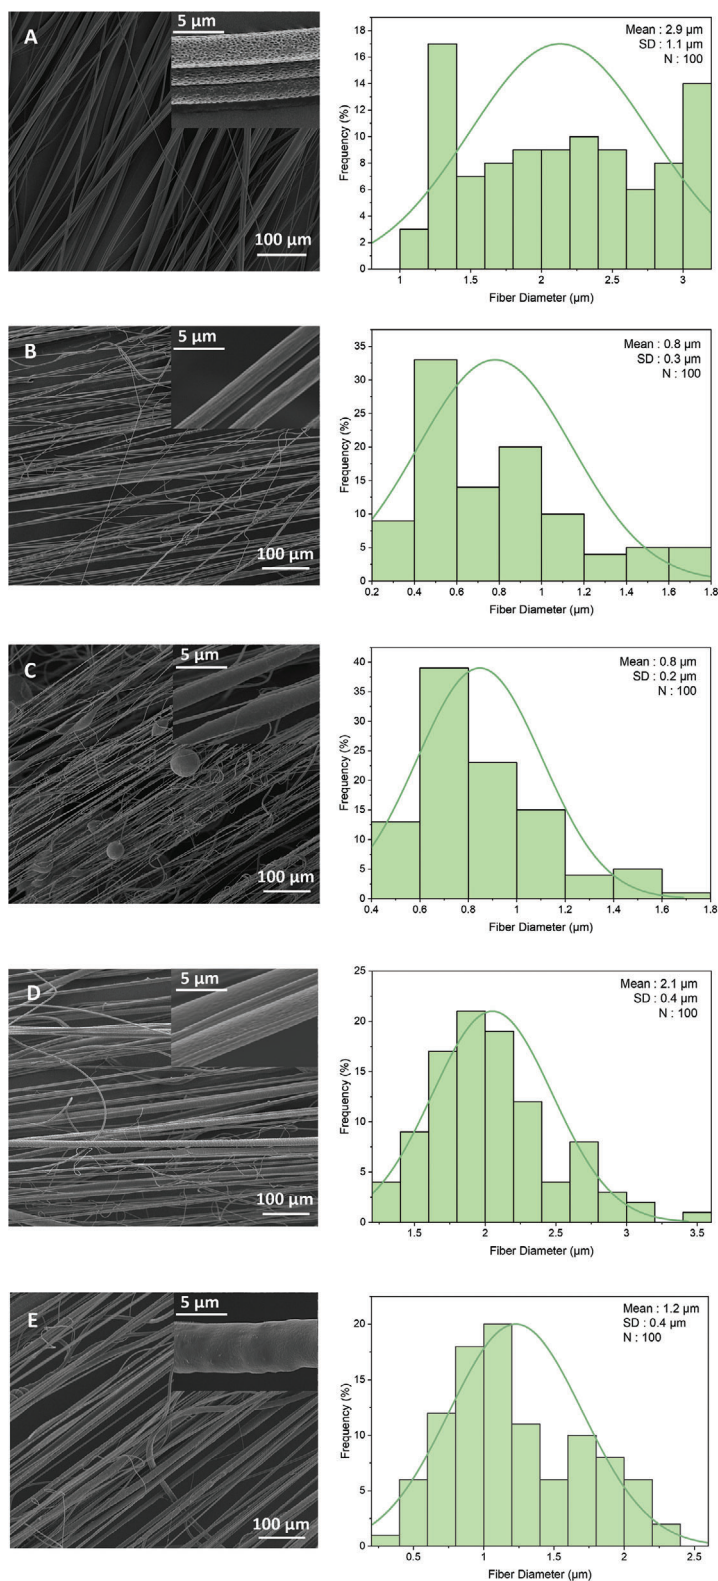 A
5 µm
100 µm
Mean : 2.9 µm
SD : 1.1 µm
N : 100
Frequency (%)
18
16
14
12
10
8
6
4
2
0
1 1.5 2 2.5 3
Fiber Diameter (µm)
B
5 µm
100 µm
Mean : 0.8 µm
SD : 0.3 µm
N : 100
Frequency (%)
35
30
25
20
15
10
5
0
0.2 0.4 0.6 0.8 1 1.2 1.4 1.6 1.8
Fiber Diameter (µm)
C
5 µm
100 µm
Mean : 0.8 µm
SD : 0.2 µm
N : 100
Frequency (%)
40
35
30
25
20
15
10
5
0
0.4 0.6 0.8 1 1.2 1.4 1.6 1.8
Fiber Diameter (µm)
D
5 µm
100 µm
Mean : 2.1 µm
SD : 0.4 µm
N : 100
Frequency (%)
25
20
15
10
5
0
1.5 2 2.5 3 3.5
Fiber Diameter (µm)
E
5 µm
100 µm
Mean : 1.2 µm
SD : 0.4 µm
N : 100
Frequency (%)
20
15
10
5
0
0.5 1 1.5 2 2.5
Fiber Diameter (µm)